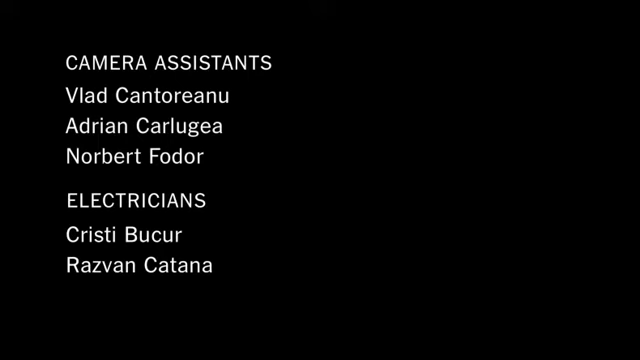 CAMERA ASSISTANTS
Vlad Cantoreanu
Adrian Carlugea
Norbert Fodor
ELECTRICIANS
Cristi Bucur
Razvan Catana